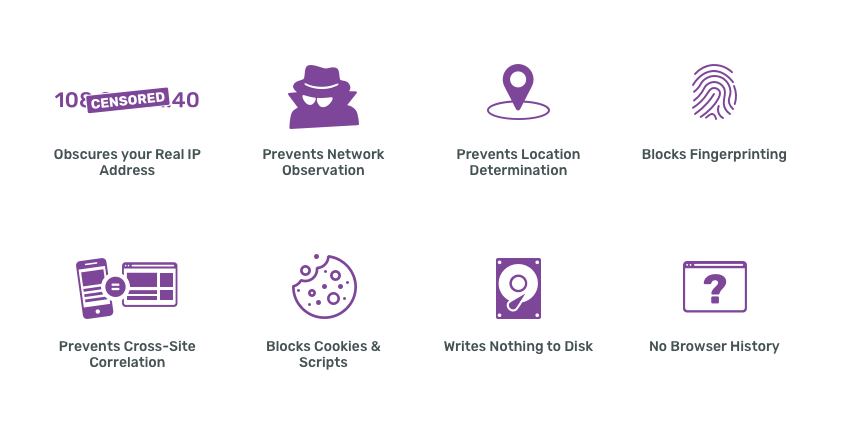 108
CENSORED
.40
Obscures your Real IP
Address
Prevents Network
Observation
Prevents Location
Determination
Blocks Fingerprinting
=
Prevents Cross-Site
Correlation
Blocks Cookies &
Scripts
Writes Nothing to Disk
?
No Browser History